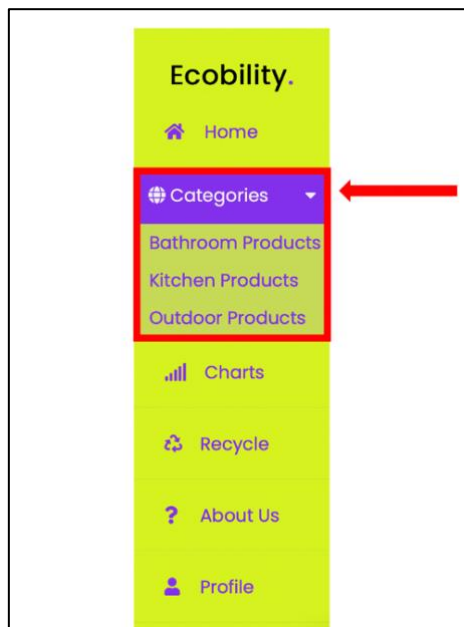 Ecobility.
Home
Categories
Bathroom Products
Kitchen Products
Outdoor Products
Charts
Recycle
? About Us
Profile